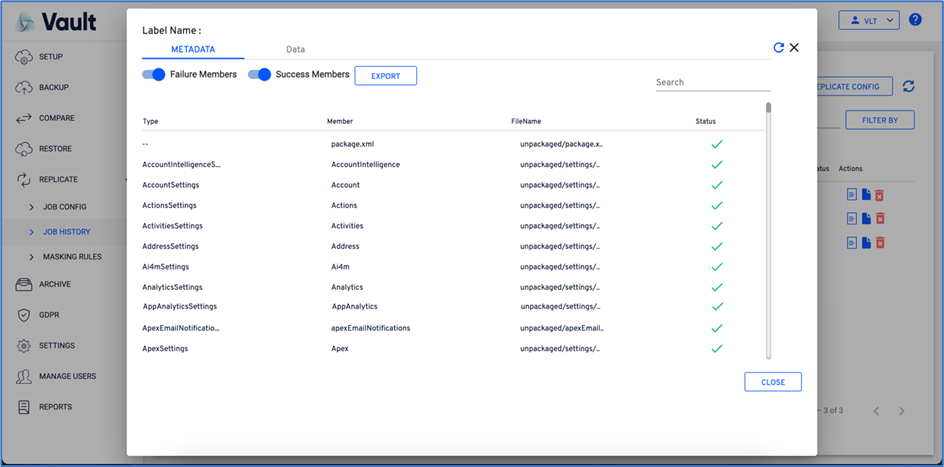 Vault
VLT
?
SETUP
BACKUP
COMPARE
RESTORE
REPLICATE
JOB CONFIG
JOB HISTORY
MASKING RULES
ARCHIVE
GDPR
SETTINGS
MANAGE USERS
REPORTS
Label Name :
METADATA Data
Failure Members Success Members EXPORT
Search
Type Member FileName Status
-- package.xml unpackaged/package.x..
AccountIntelligenceS... AccountIntelligence unpackaged/settings/..
AccountSettings Account unpackaged/settings/..
ActionsSettings Actions unpackaged/settings/..
ActivitiesSettings Activities unpackaged/settings/..
AddressSettings Address unpackaged/settings/..
Ai4mSettings Ai4m unpackaged/settings/..
AnalyticsSettings Analytics unpackaged/settings/..
AppAnalyticsSettings AppAnalytics unpackaged/settings/..
ApexEmailNotificatio... apexEmailNotifications unpackaged/apexEmail..
ApexSettings Apex unpackaged/settings/..
CLOSE
EPLICATE CONFIG
FILTER BY
atus Actions
– 3 of 3